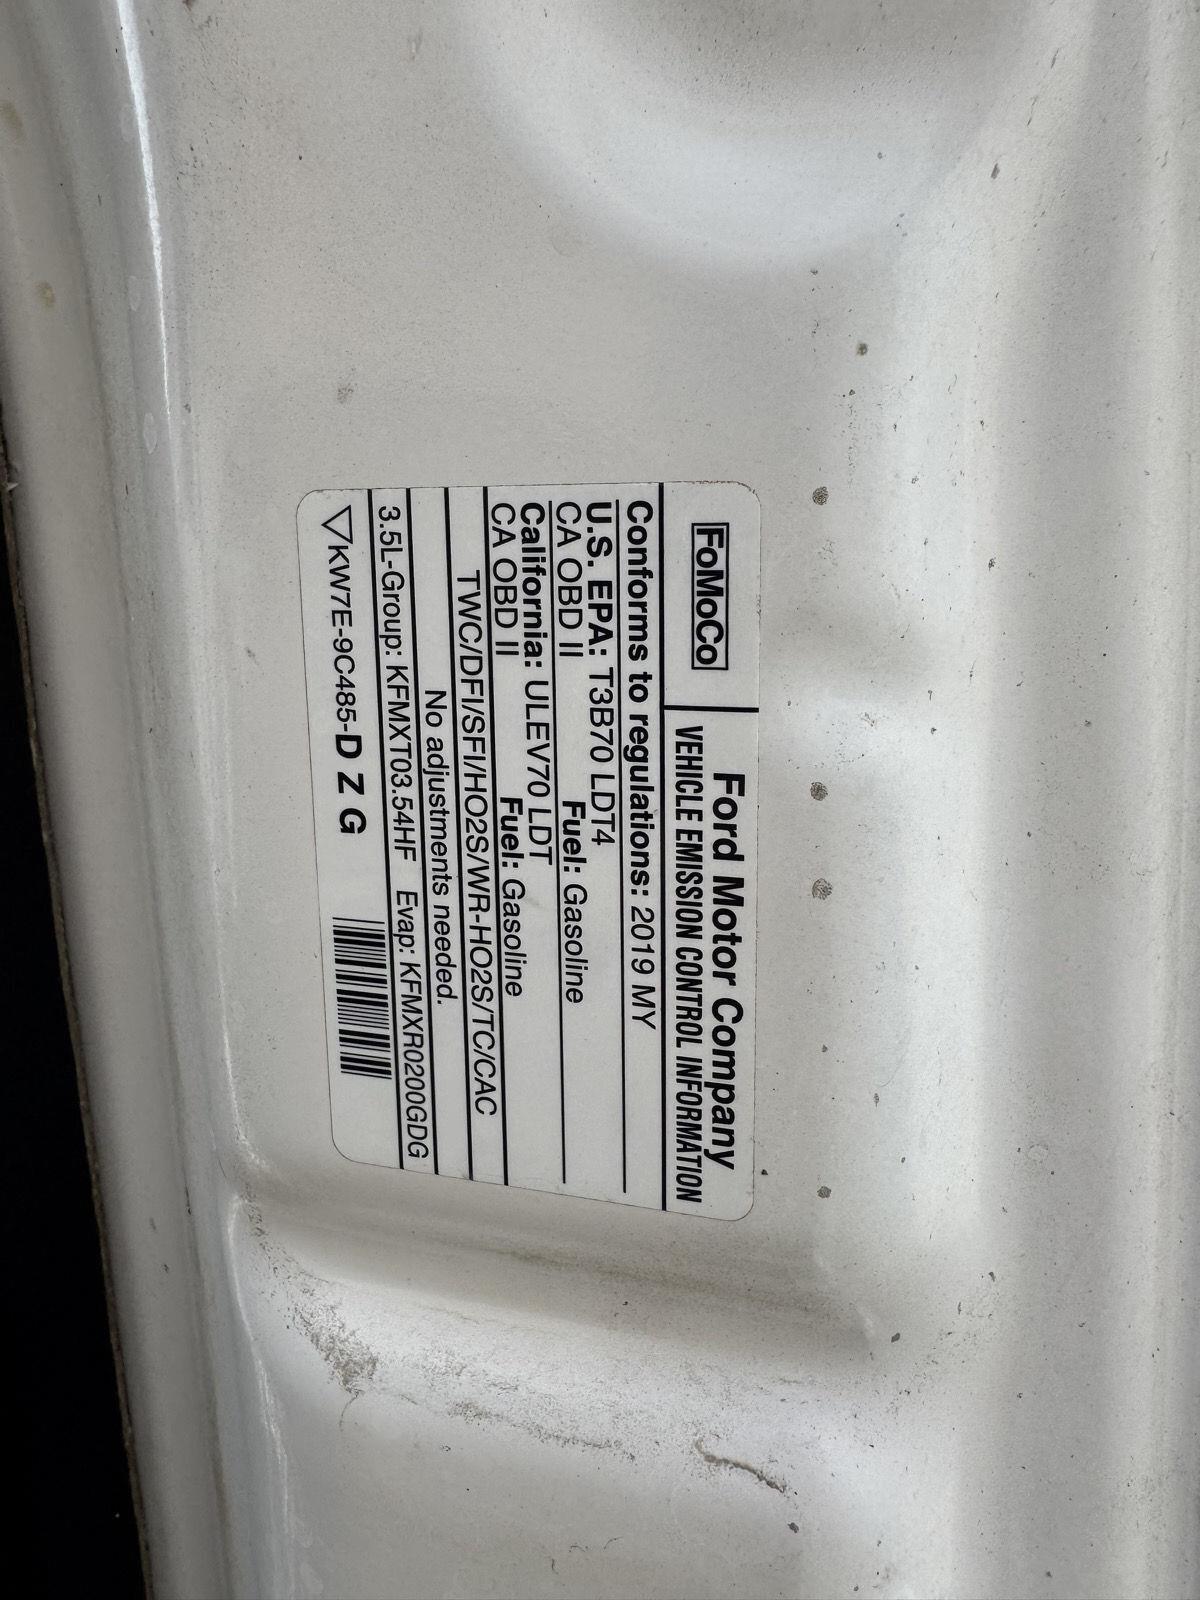 FoMoCo
Ford Motor Company
VEHICLE EMISSION CONTROL INFORMATION
Conforms to regulations: 2019 MY
U.S. EPA: T3B70 LDT4
CA OBD II Fuel: Gasoline
California: ULEV70 LDT
CA OBD II Fuel: Gasoline
TWC/DFI/SFI/HO2S/WR-HO2S/TC/CAC
No adjustments needed.
3.5L-Group: KFMXT03.54HF Evap: KFMXR0200GDG
KW7E-9C485-D Z G